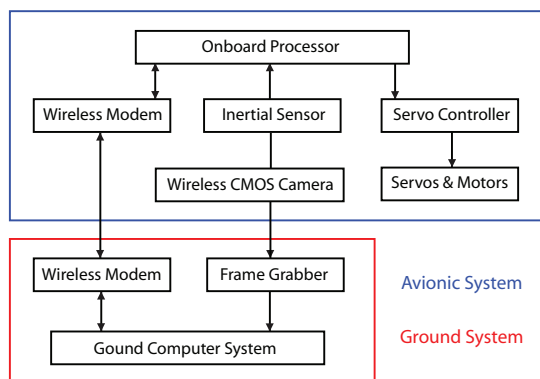 Onboard Processor
Wireless Modem
Inertial Sensor
Servo Controller
Wireless CMOS Camera
Servos & Motors
Wireless Modem
Frame Grabber
Avionic System
Gound Computer System
Ground System